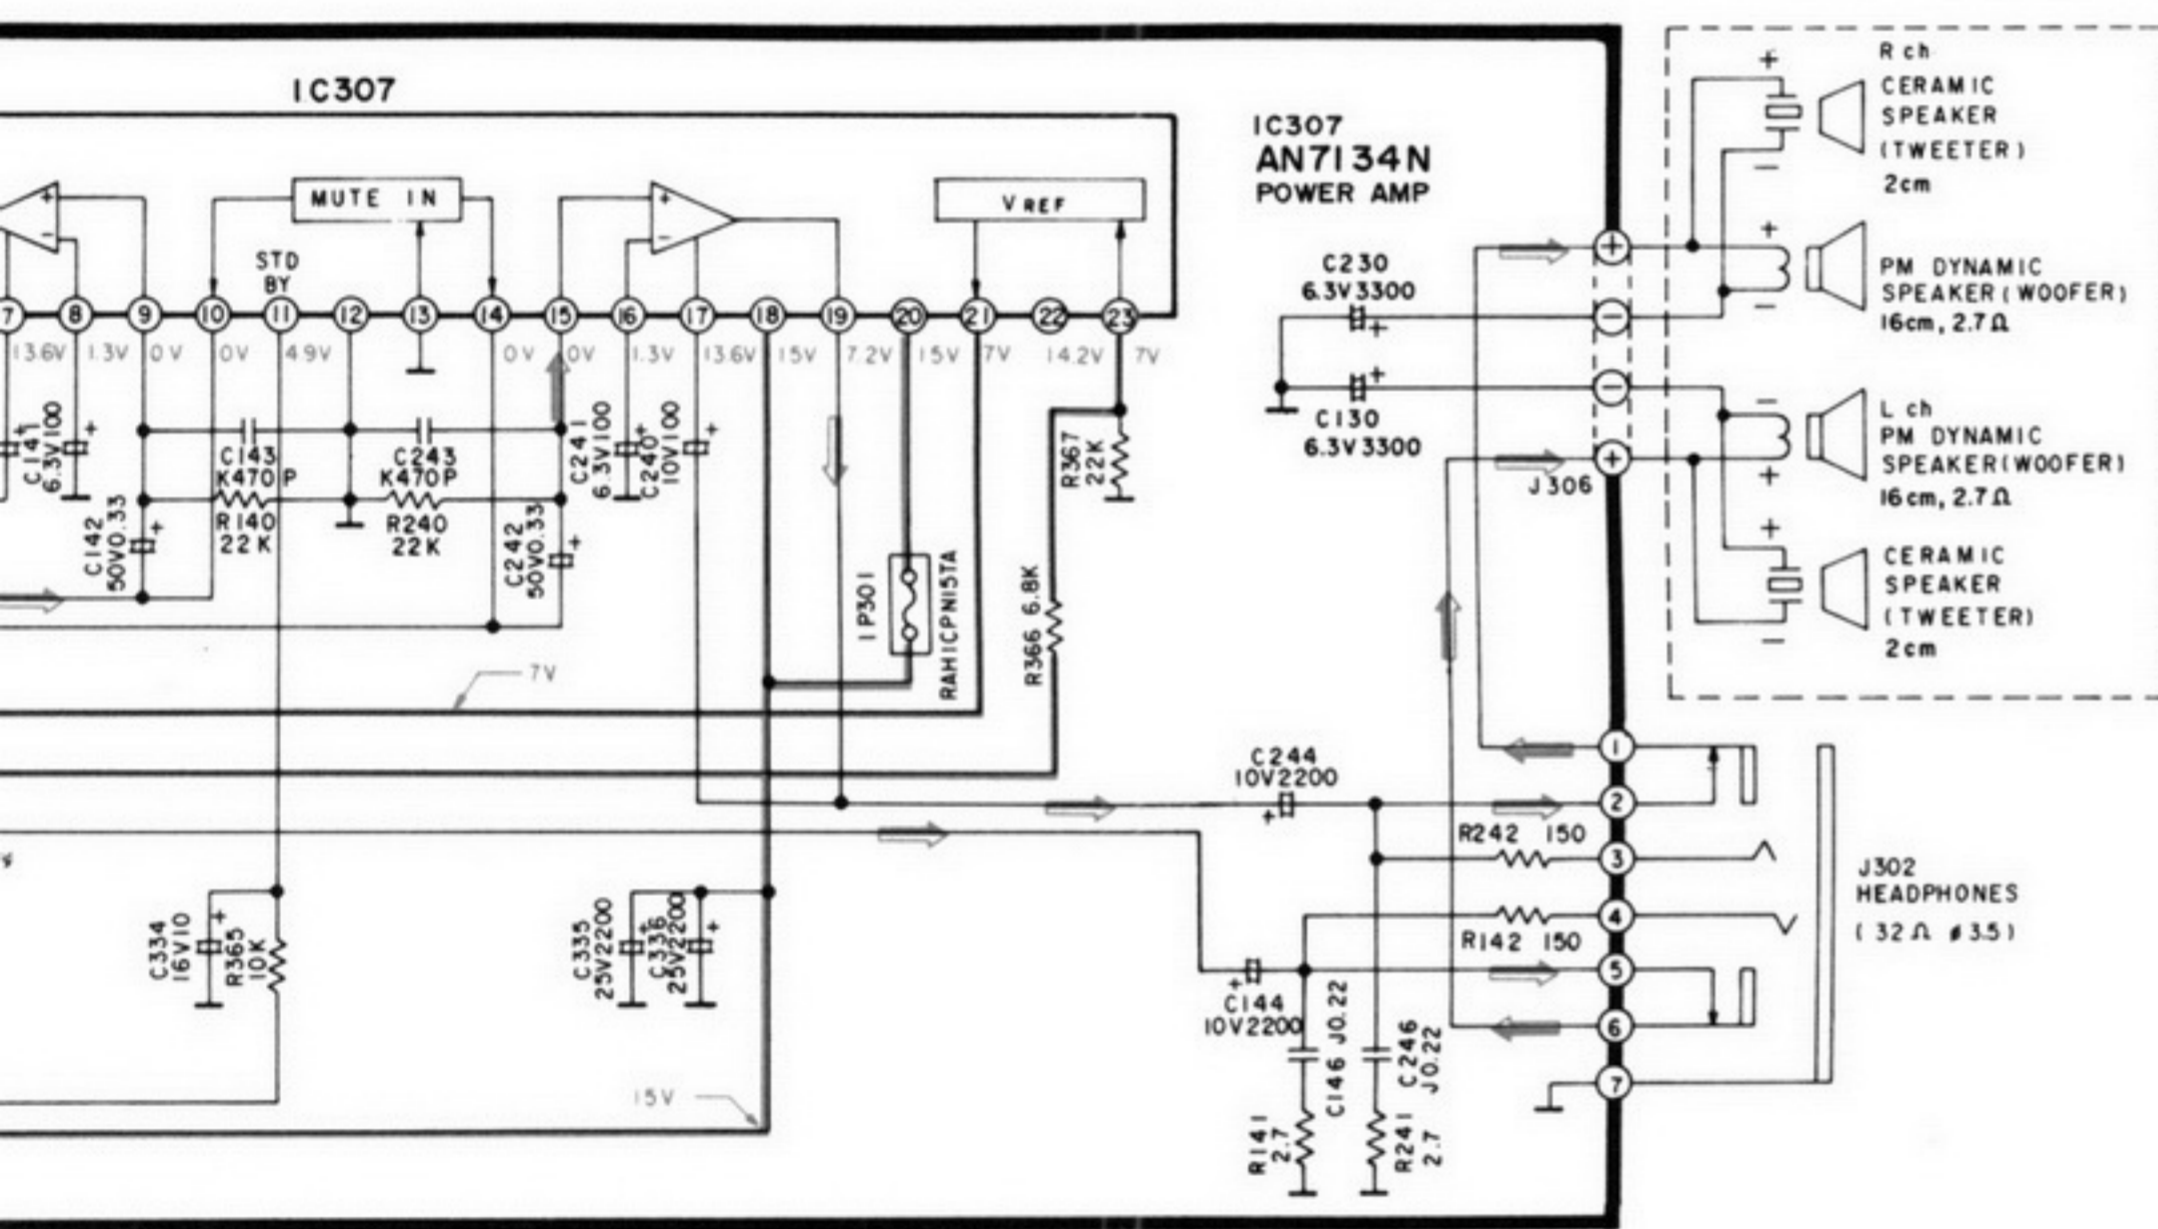 IC307
IC307
AN7134N
POWER AMP
MUTE IN
VREF
STD
BY
7
8
9
10
11
12
13
14
15
16
17
18
19
20
21
22
23
13.6V
1.3V
0V
0V
4.9V
0V
0V
1.3V
13.6V
15V
7.2V
15V
7V
14.2V
7V
C141
6.3V100
C142
50V0.33
C143
K470P
R140
22K
C243
K470P
R240
22K
C242
50V0.33
C241
6.3V100
C240
10V100
IP301
RAHICPN15TA
R367
22K
R366 6.8K
7V
15V
C334
16V10
R365
10K
C335
25V2200
C336
25V2200
C230
6.3V3300
C130
6.3V3300
J306
C244
10V2200
R242 150
R142 150
C144
10V2200
C146 J0.22
C246
J0.22
R141
2.7
R241
2.7
1
2
3
4
5
6
7
R ch
CERAMIC
SPEAKER
(TWEETER)
2cm
PM DYNAMIC
SPEAKER(WOOFER)
16cm, 2.7Ω
L ch
PM DYNAMIC
SPEAKER(WOOFER)
16cm, 2.7Ω
CERAMIC
SPEAKER
(TWEETER)
2cm
J302
HEADPHONES
(32Ω ø3.5)